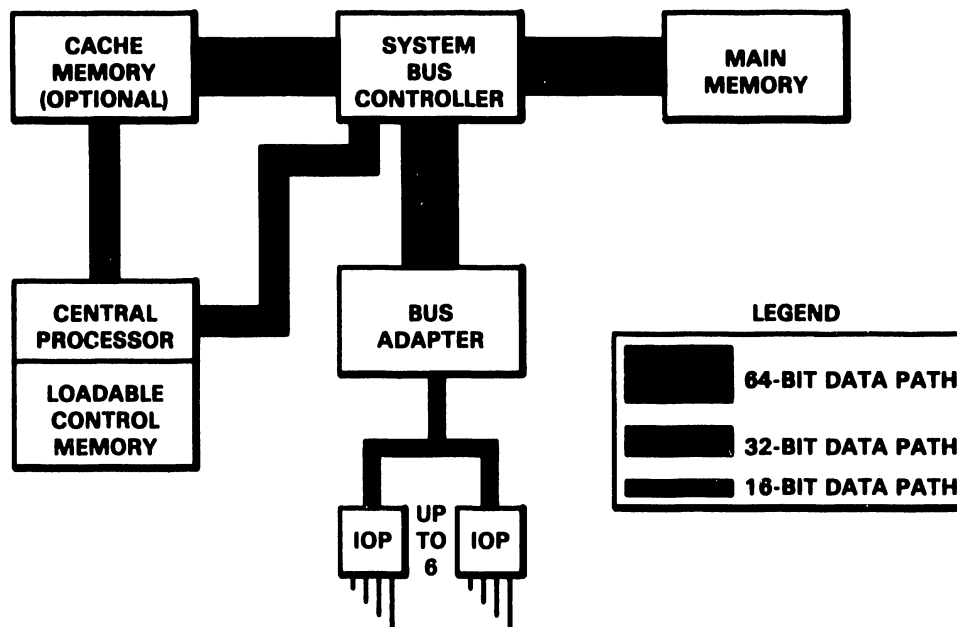 CACHE
MEMORY
(OPTIONAL)
SYSTEM
BUS
CONTROLLER
MAIN
MEMORY
CENTRAL
PROCESSOR
LOADABLE
CONTROL
MEMORY
BUS
ADAPTER
IOP
UP
TO
6
IOP
LEGEND
64-BIT DATA PATH
32-BIT DATA PATH
16-BIT DATA PATH